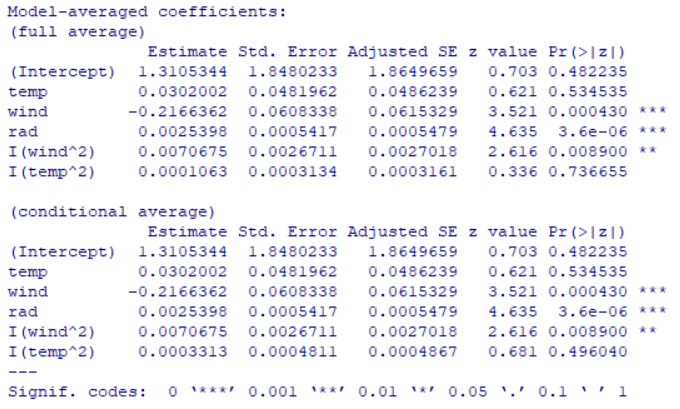 Model-averaged coefficients:
(full average)
Estimate Std. Error Adjusted SE z value Pr(>|z|)
(Intercept) 1.3105344 1.8480233 1.8649659 0.703 0.482235
temp 0.0302002 0.0481962 0.0486239 0.621 0.534535
wind -0.2166362 0.0608338 0.0615329 3.521 0.000430 ***
rad 0.0025398 0.0005417 0.0005479 4.635 3.6e-06 ***
I(wind^2) 0.0070675 0.0026711 0.0027018 2.616 0.008900 **
I(temp^2) 0.0001063 0.0003134 0.0003161 0.336 0.736655
(conditional average)
Estimate Std. Error Adjusted SE z value Pr(>|z|)
(Intercept) 1.3105344 1.8480233 1.8649659 0.703 0.482235
temp 0.0302002 0.0481962 0.0486239 0.621 0.534535
wind -0.2166362 0.0608338 0.0615329 3.521 0.000430 ***
rad 0.0025398 0.0005417 0.0005479 4.635 3.6e-06 ***
I(wind^2) 0.0070675 0.0026711 0.0027018 2.616 0.008900 **
I(temp^2) 0.0003313 0.0004811 0.0004867 0.681 0.496040
---
Signif. codes: 0 ‘***’ 0.001 ‘**’ 0.01 ‘*’ 0.05 ‘.’ 0.1 ‘ ’ 1